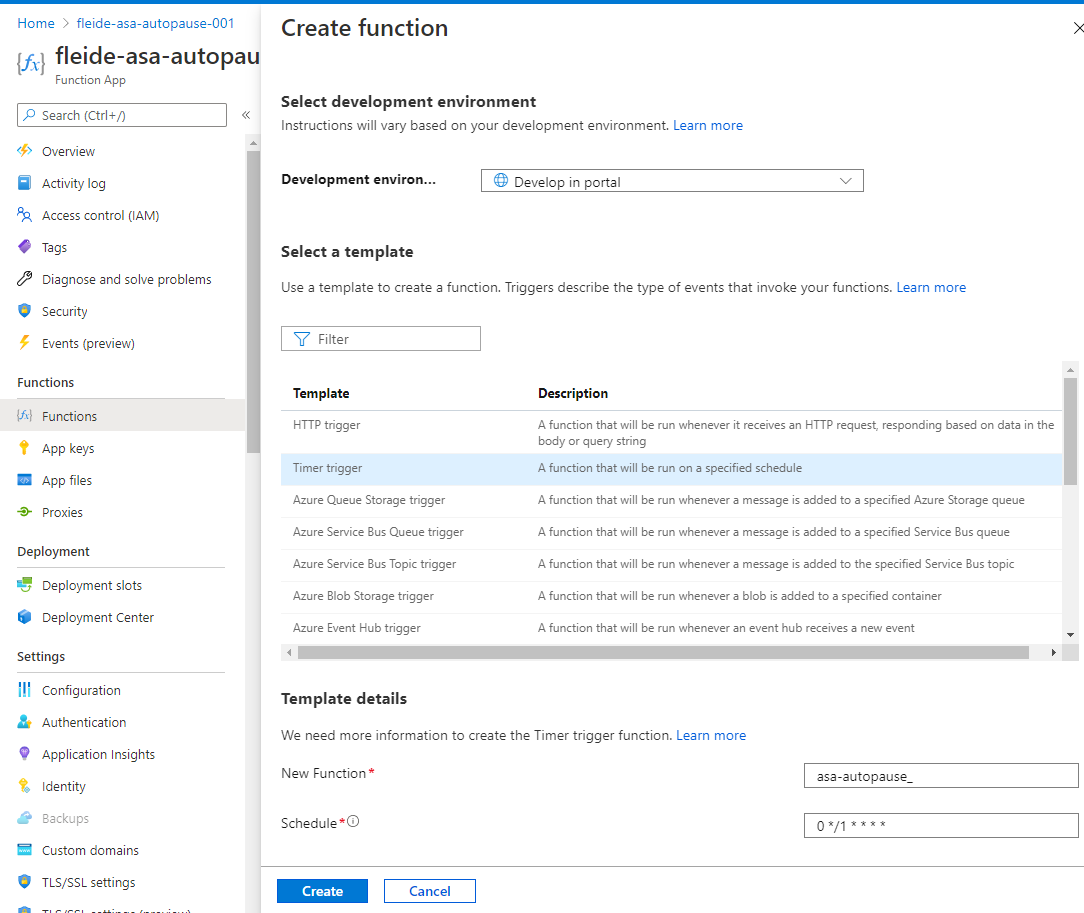 Home > fleide-asa-autopause-001
fleide-asa-autopau
Function App
Search (Ctrl+/)
«
Overview
Activity log
Access control (IAM)
Tags
Diagnose and solve problems
Security
Events (preview)
Functions
Functions
App keys
App files
Proxies
Deployment
Deployment slots
Deployment Center
Settings
Configuration
Authentication
Application Insights
Identity
Backups
Custom domains
TLS/SSL settings
TLS/SSL settings (preview)
Create function
Select development environment
Instructions will vary based on your development environment. Learn more
Development environ... Develop in portal
Select a template
Use a template to create a function. Triggers describe the type of events that invoke your functions. Learn more
Filter
Template Description
HTTP trigger A function that will be run whenever it receives an HTTP request, responding based on data in the
body or query string
Timer trigger A function that will be run on a specified schedule
Azure Queue Storage trigger A function that will be run whenever a message is added to a specified Azure Storage queue
Azure Service Bus Queue trigger A function that will be run whenever a message is added to a specified Service Bus queue
Azure Service Bus Topic trigger A function that will be run whenever a message is added to the specified Service Bus topic
Azure Blob Storage trigger A function that will be run whenever a blob is added to a specified container
Azure Event Hub trigger A function that will be run whenever an event hub receives a new event
Template details
We need more information to create the Timer trigger function. Learn more
New Function* asa-autopause_
Schedule* 0 */1 * * * *
Create Cancel